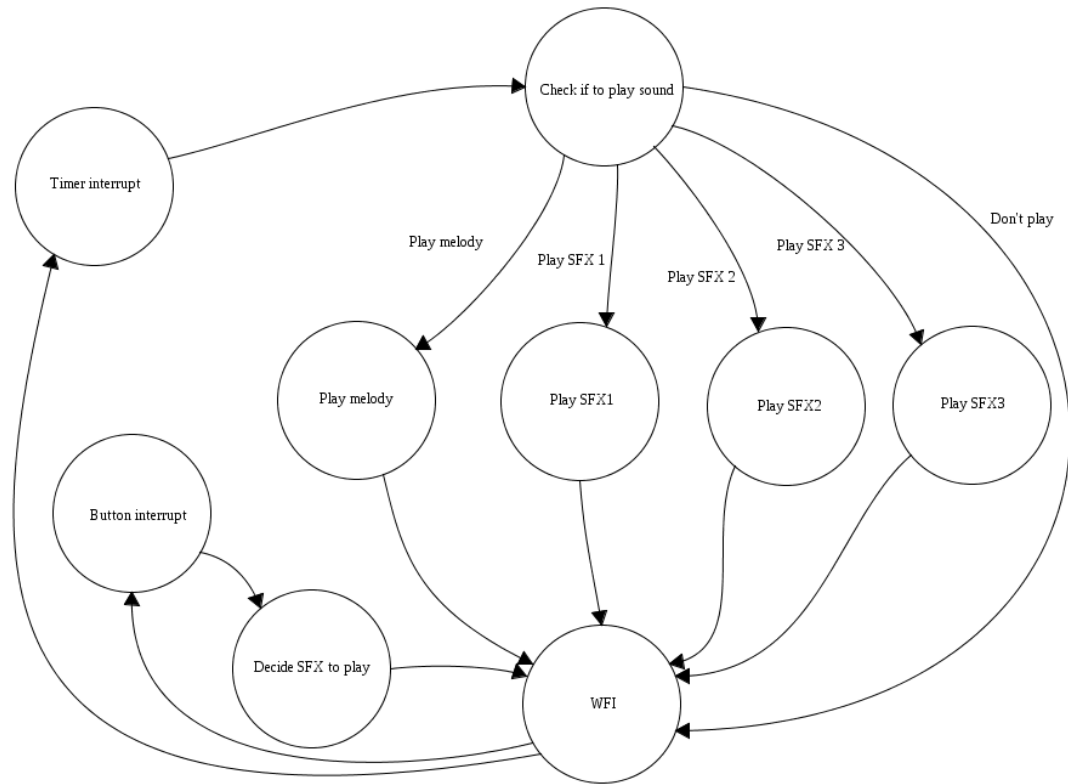 Check if to play sound
Timer interrupt
Don't play
Play melody
Play SFX 1
Play SFX 2
Play SFX 3
Play melody
Play SFX1
Play SFX2
Play SFX3
Button interrupt
Decide SFX to play
WFI